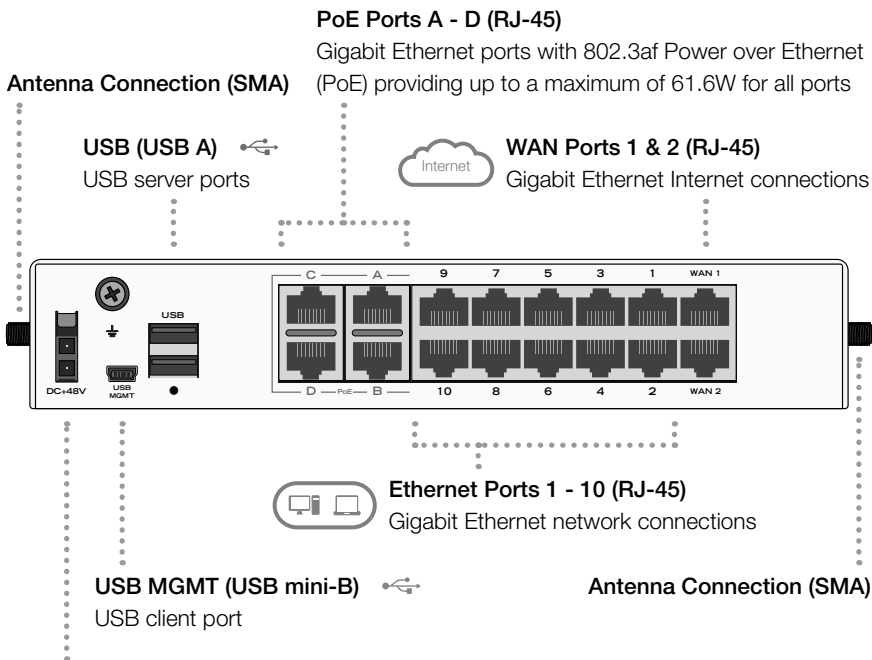 PoE Ports A - D (RJ-45)
Gigabit Ethernet ports with 802.3af Power over Ethernet
(PoE) providing up to a maximum of 61.6W for all ports
Antenna Connection (SMA)
USB (USB A)
USB server ports
Internet
WAN Ports 1 & 2 (RJ-45)
Gigabit Ethernet Internet connections
C A 9 7 5 3 1 WAN 1
USB
DC+48V
USB
MGMT
D PoE B 10 8 6 4 2 WAN 2
Ethernet Ports 1 - 10 (RJ-45)
Gigabit Ethernet network connections
USB MGMT (USB mini-B)
USB client port
Antenna Connection (SMA)